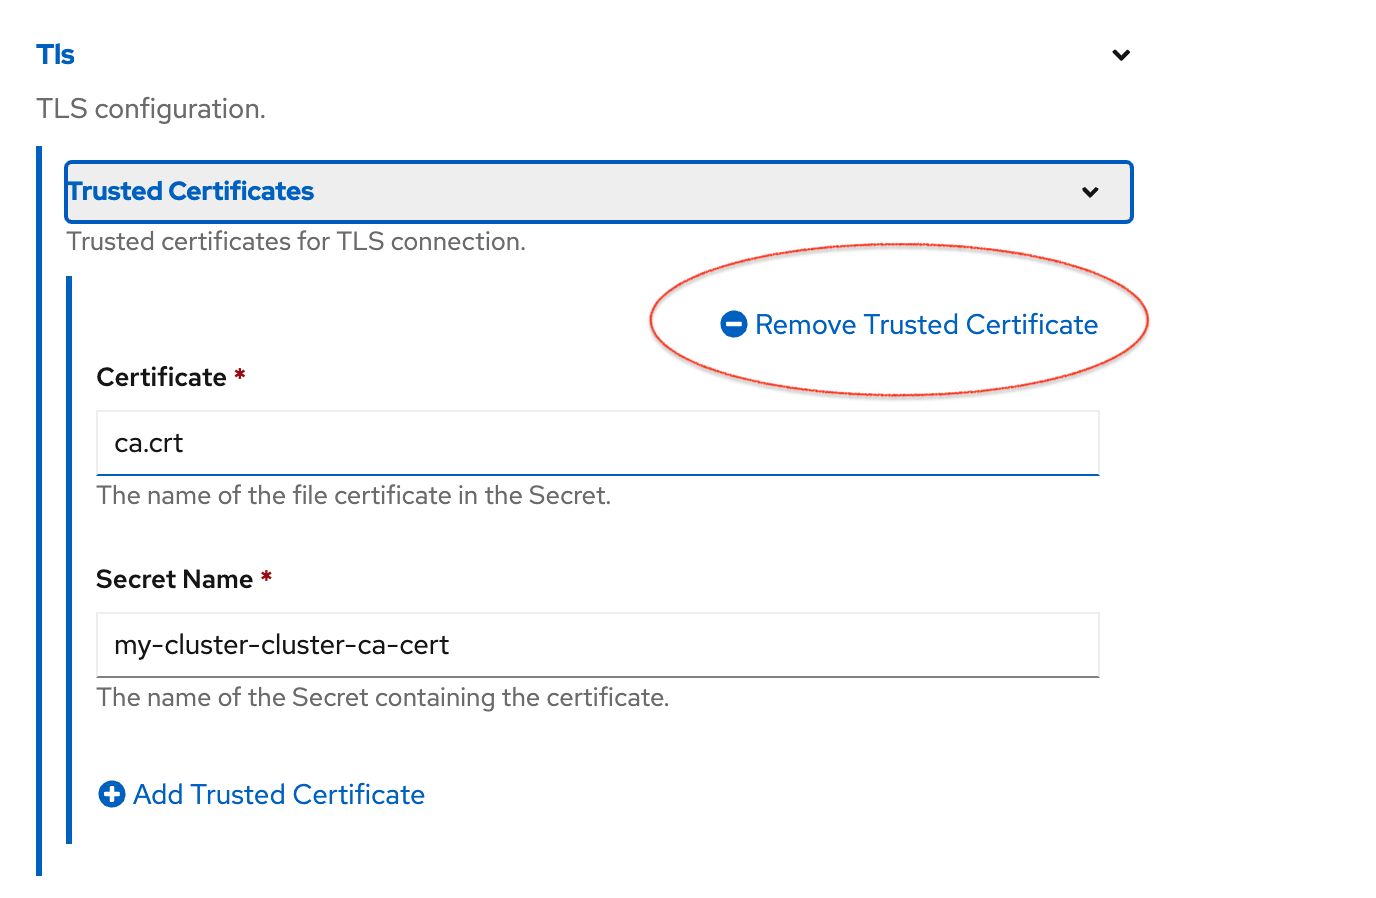 Tls
TLS configuration.
Trusted Certificates
Trusted certificates for TLS connection.
Remove Trusted Certificate
Certificate *
ca.crt
The name of the file certificate in the Secret.
Secret Name *
my-cluster-cluster-ca-cert
The name of the Secret containing the certificate.
Add Trusted Certificate